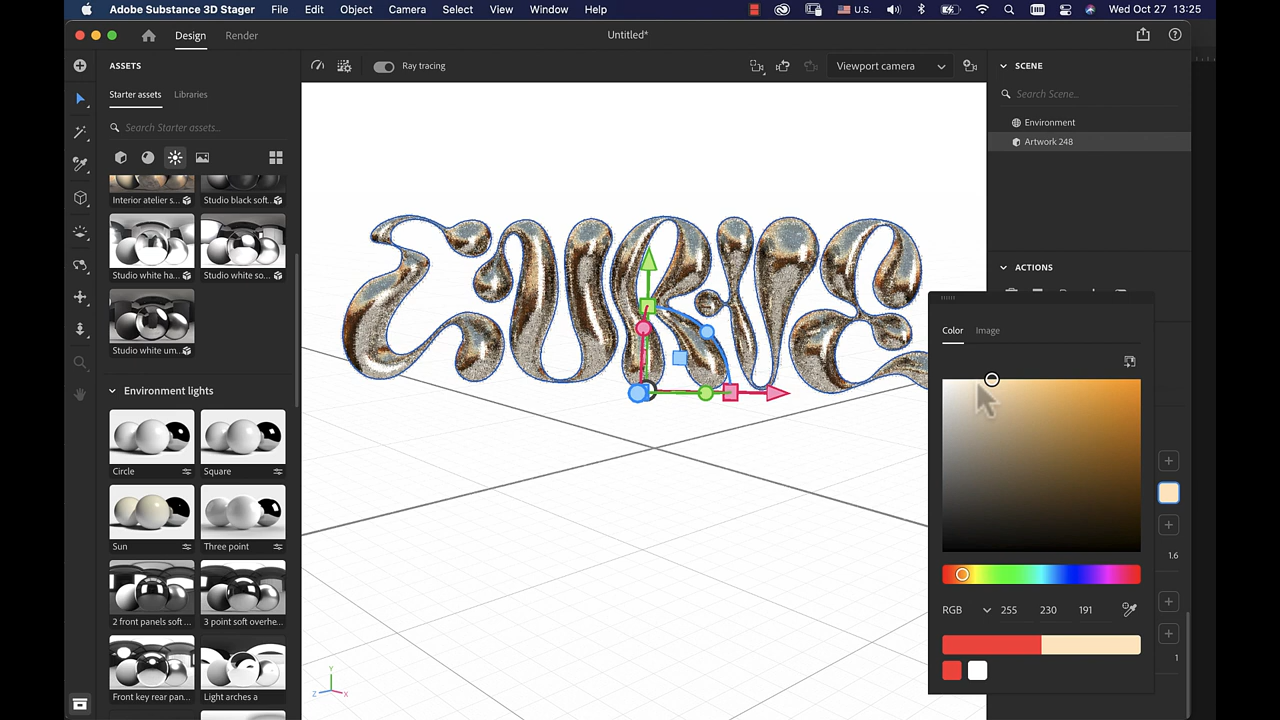 Adobe Substance 3D Stager File Edit Object Camera Select View Window Help U.S. Wed Oct 27 13:25
Design Render Untitled*
ASSETS
Starter assets Libraries
Search Starter assets...
Interior atelier s... Studio black soft...
Studio white ha... Studio white so...
Studio white um...
Environment lights
Circle Square
Sun Three point
2 front panels soft ... 3 point soft overhe...
Front key rear pan... Light arches a
Ray tracing Viewport camera
Y
Z X
SCENE
Search Scene...
Environment
Artwork 248
ACTIONS
Color Image
RGB 255 230 191
1.6
1